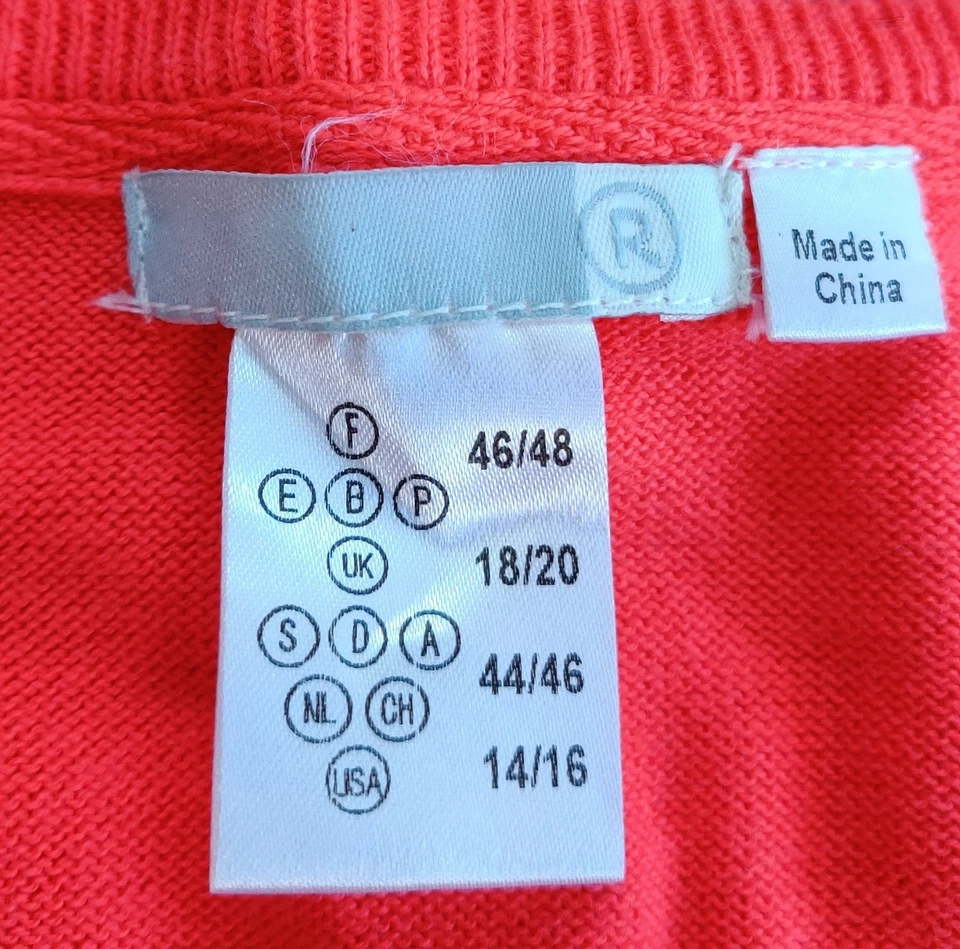 R
Made in
China
F 46/48
E B P
UK 18/20
S D A
44/46
NL CH
USA 14/16